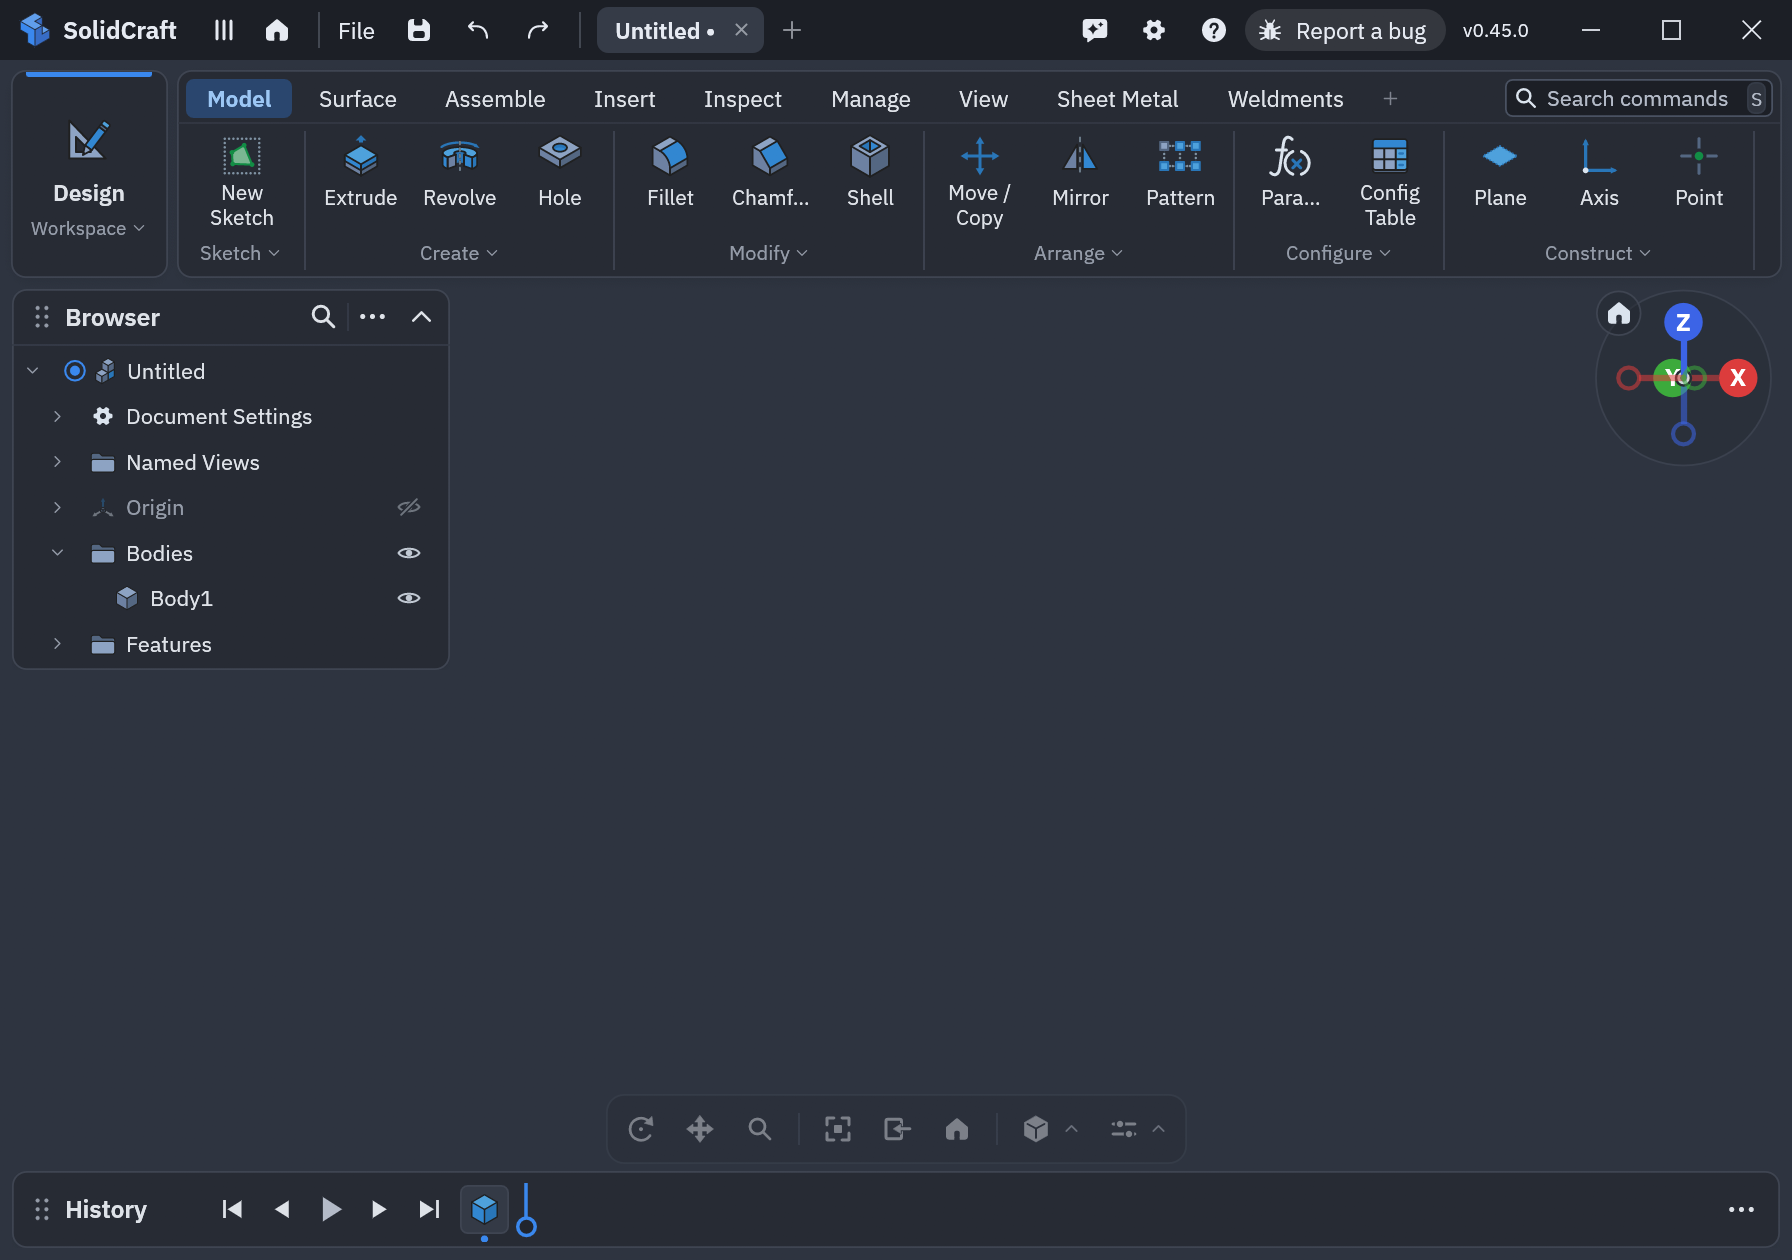 SolidCraft
File
Untitled •
Report a bug
v0.45.0
Design
Workspace
Model
Surface
Assemble
Insert
Inspect
Manage
View
Sheet Metal
Weldments
Search commands
S
New
Sketch
Extrude
Revolve
Hole
Fillet
Chamf...
Shell
Move /
Copy
Mirror
Pattern
Para...
Config
Table
Plane
Axis
Point
Sketch
Create
Modify
Arrange
Configure
Construct
Browser
Untitled
Document Settings
Named Views
Origin
Bodies
Body1
Features
Z
Y
X
History